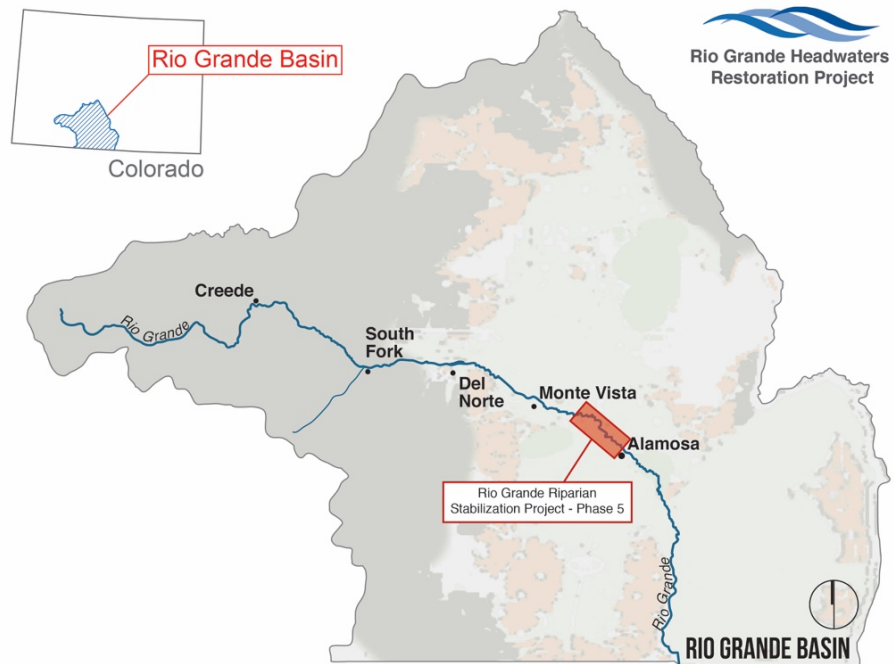 Rio Grande Basin
Colorado
Rio Grande Headwaters
Restoration Project
Creede
Rio Grande
South
Fork
Del
Norte
Monte Vista
Alamosa
Rio Grande Riparian
Stabilization Project - Phase 5
Rio Grande
RIO GRANDE BASIN